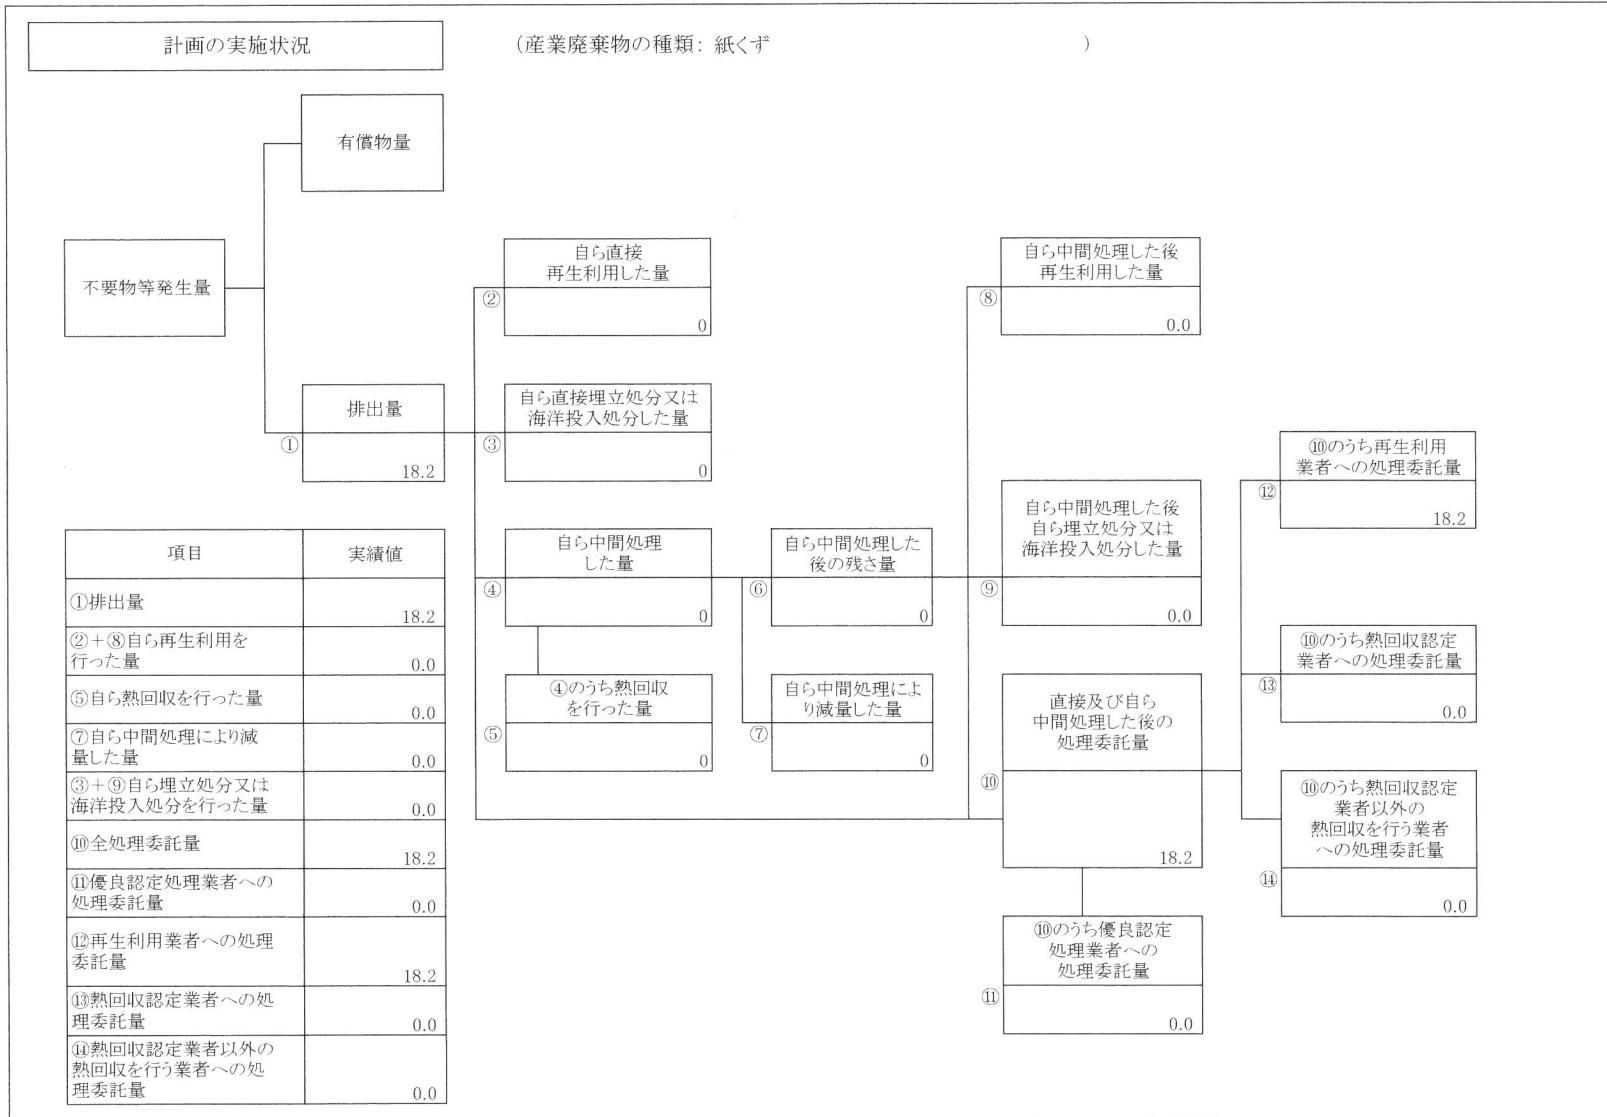 計画の実施状況
（産業廃棄物の種類： 紙くず　　　　　）
有償物量
不要物等発生量
自ら直接
再生利用した量
②
0
自ら中間処理した後
再生利用した量
⑧
0.0
排出量
①
18.2
自ら直接埋立処分又は
海洋投入処分した量
③
0
⑩のうち再生利用
業者への処理委託量
⑫
18.2
自ら中間処理した後
自ら埋立処分又は
海洋投入処分した量
⑨
0.0
自ら中間処理
した量
④
0
自ら中間処理した
後の残さ量
⑥
0
④のうち熱回収
を行った量
⑤
0
自ら中間処理によ
り減量した量
⑦
0
⑩のうち熱回収認定
業者への処理委託量
⑬
0.0
直接及び自ら
中間処理した後の
処理委託量
⑩
18.2
⑩のうち熱回収認定
業者以外の
熱回収を行う業者
への処理委託量
⑭
0.0
⑩のうち優良認定
処理業者への
処理委託量
⑪
0.0
項目 実績値
①排出量
18.2
②＋⑧自ら再生利用を
行った量 0.0
⑤自ら熱回収を行った量
0.0
⑦自ら中間処理により減
量した量 0.0
③＋⑨自ら埋立処分又は
海洋投入処分を行った量 0.0
⑩全処理委託量
18.2
⑪優良認定処理業者への
処理委託量 0.0
⑫再生利用業者への処理
委託量
18.2
⑬熱回収認定業者への処
理委託量 0.0
⑭熱回収認定業者以外の
熱回収を行う業者への処
理委託量 0.0